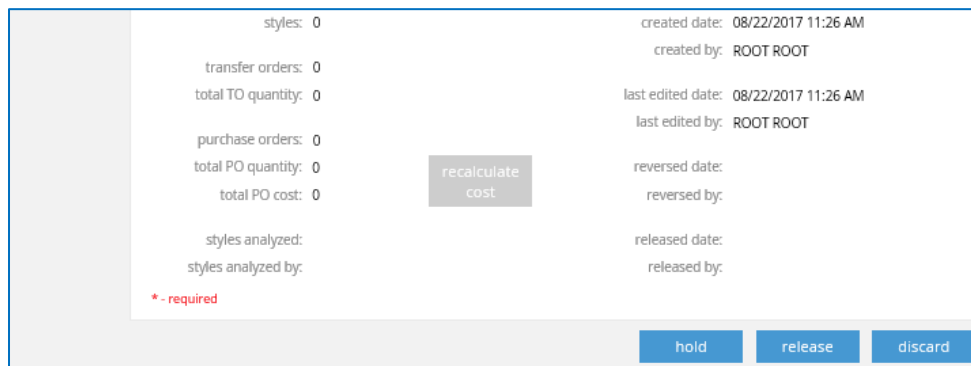 styles: 0
created date: 08/22/2017 11:26 AM
created by: ROOT ROOT
transfer orders: 0
total TO quantity: 0
last edited date: 08/22/2017 11:26 AM
last edited by: ROOT ROOT
purchase orders: 0
total PO quantity: 0
total PO cost: 0
recalculate
cost
reversed date:
reversed by:
styles analyzed:
styles analyzed by:
released date:
released by:
* - required
hold
release
discard